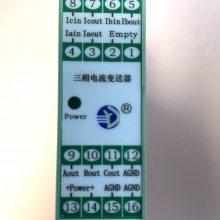 8 7 6 5
Icin Icout Ibin Ibout
Iain Iaout Empty
4 3 2 1
三相电流变送器
Power
®
9 10 11 12
Aout Bout Cout AGND
+Power+ AGND AGND
13 14 15 16